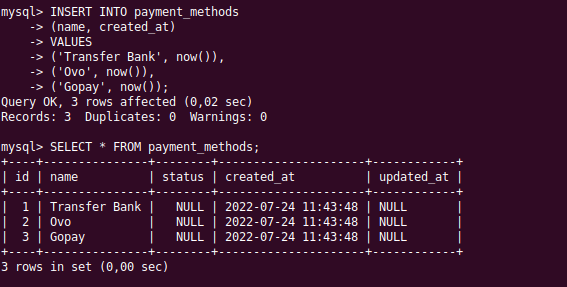 mysql> INSERT INTO payment_methods
    -> (name, created_at)
    -> VALUES
    -> ('Transfer Bank', now()),
    -> ('Ovo', now()),
    -> ('Gopay', now());
Query OK, 3 rows affected (0,02 sec)
Records: 3  Duplicates: 0  Warnings: 0

mysql> SELECT * FROM payment_methods;
+----+---------------+--------+---------------------+------------+
| id | name          | status | created_at          | updated_at |
+----+---------------+--------+---------------------+------------+
|  1 | Transfer Bank |   NULL | 2022-07-24 11:43:48 | NULL       |
|  2 | Ovo           |   NULL | 2022-07-24 11:43:48 | NULL       |
|  3 | Gopay         |   NULL | 2022-07-24 11:43:48 | NULL       |
+----+---------------+--------+---------------------+------------+
3 rows in set (0,00 sec)